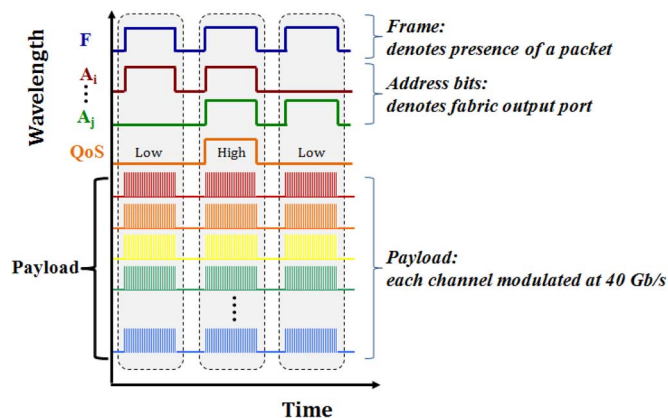 F
Frame:
denotes presence of a packet
Ai
Aj
Address bits:
denotes fabric output port
QoS
Low
High
Low
Wavelength
Payload
Payload:
each channel modulated at 40 Gb/s
Time